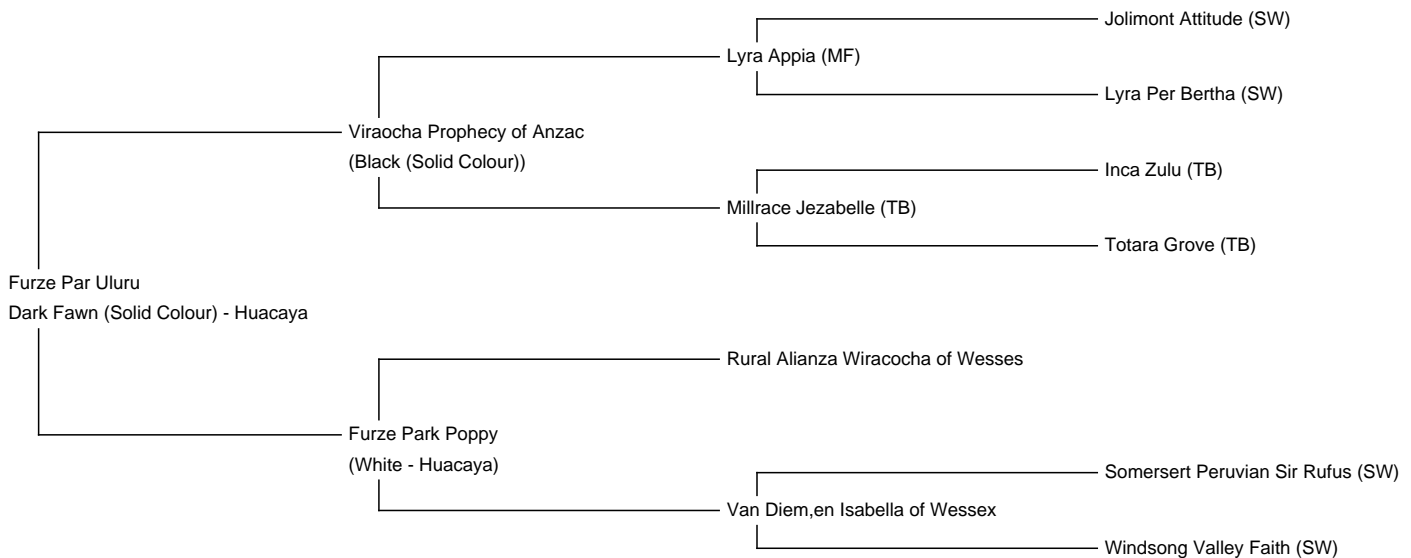 Jolimont Attitude (SW)
Lyra Appia (MF)
Lyra Per Bertha (SW)
Viraocha Prophecy of Anzac
(Black (Solid Colour))
Inca Zulu (TB)
Millrace Jezabelle (TB)
Totara Grove (TB)
Furze Par Uluru
Dark Fawn (Solid Colour) - Huacaya
Rural Alianza Wiracocha of Wesses
Furze Park Poppy
(White - Huacaya)
Somersert Peruvian Sir Rufus (SW)
Van Diem,en Isabella of Wessex
Windsong Valley Faith (SW)